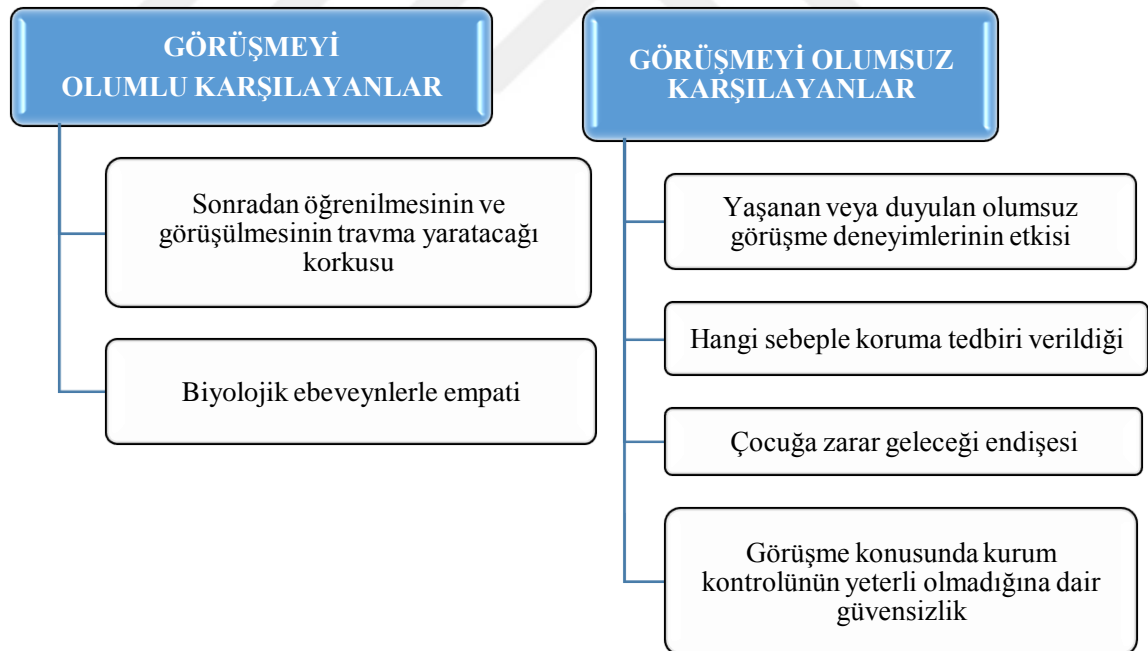 GÖRÜŞMEYİ
OLUMLU KARŞILAYANLAR
Sonradan öğrenilmesinin ve
görüşülmesinin travma yaratacağı
korkusu
Biyolojik ebeveynlerle empati
GÖRÜŞMEYİ OLUMSUZ
KARŞILAYANLAR
Yaşanan veya duyulan olumsuz
görüşme deneyimlerinin etkisi
Hangi sebeple koruma tedbiri verildiği
Çocuğa zarar geleceği endişesi
Görüşme konusunda kurum
kontrolünün yeterli olmadığına dair
güvensizlik